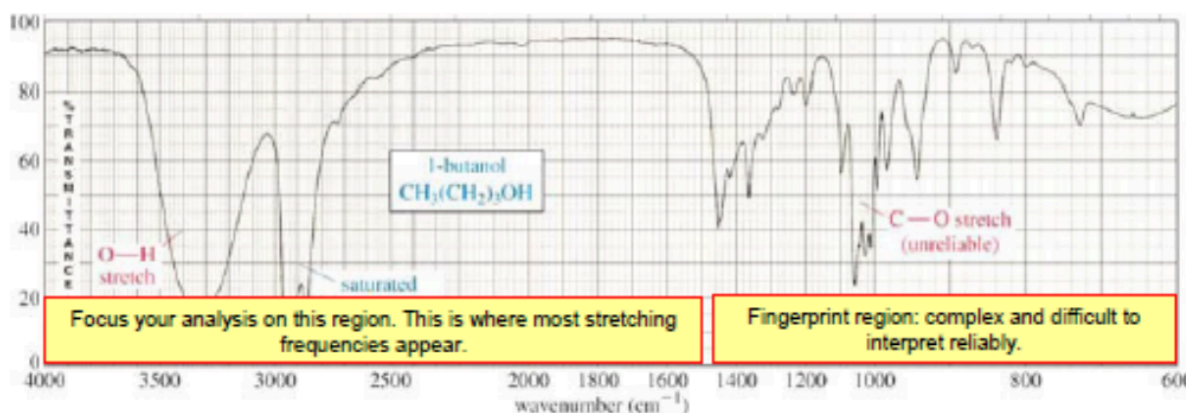 100
80
60
40
20
0
%TRANSMITTANCE
O—H
stretch
saturated
1-butanol
CH₃(CH₂)₃OH
C—O stretch
(unreliable)
Focus your analysis on this region. This is where most stretching
frequencies appear.
Fingerprint region: complex and difficult to
interpret reliably.
4000 3500 3000 2500 2000 1800 1600 1400 1200 1000 800 600
wavenumber (cm⁻¹)